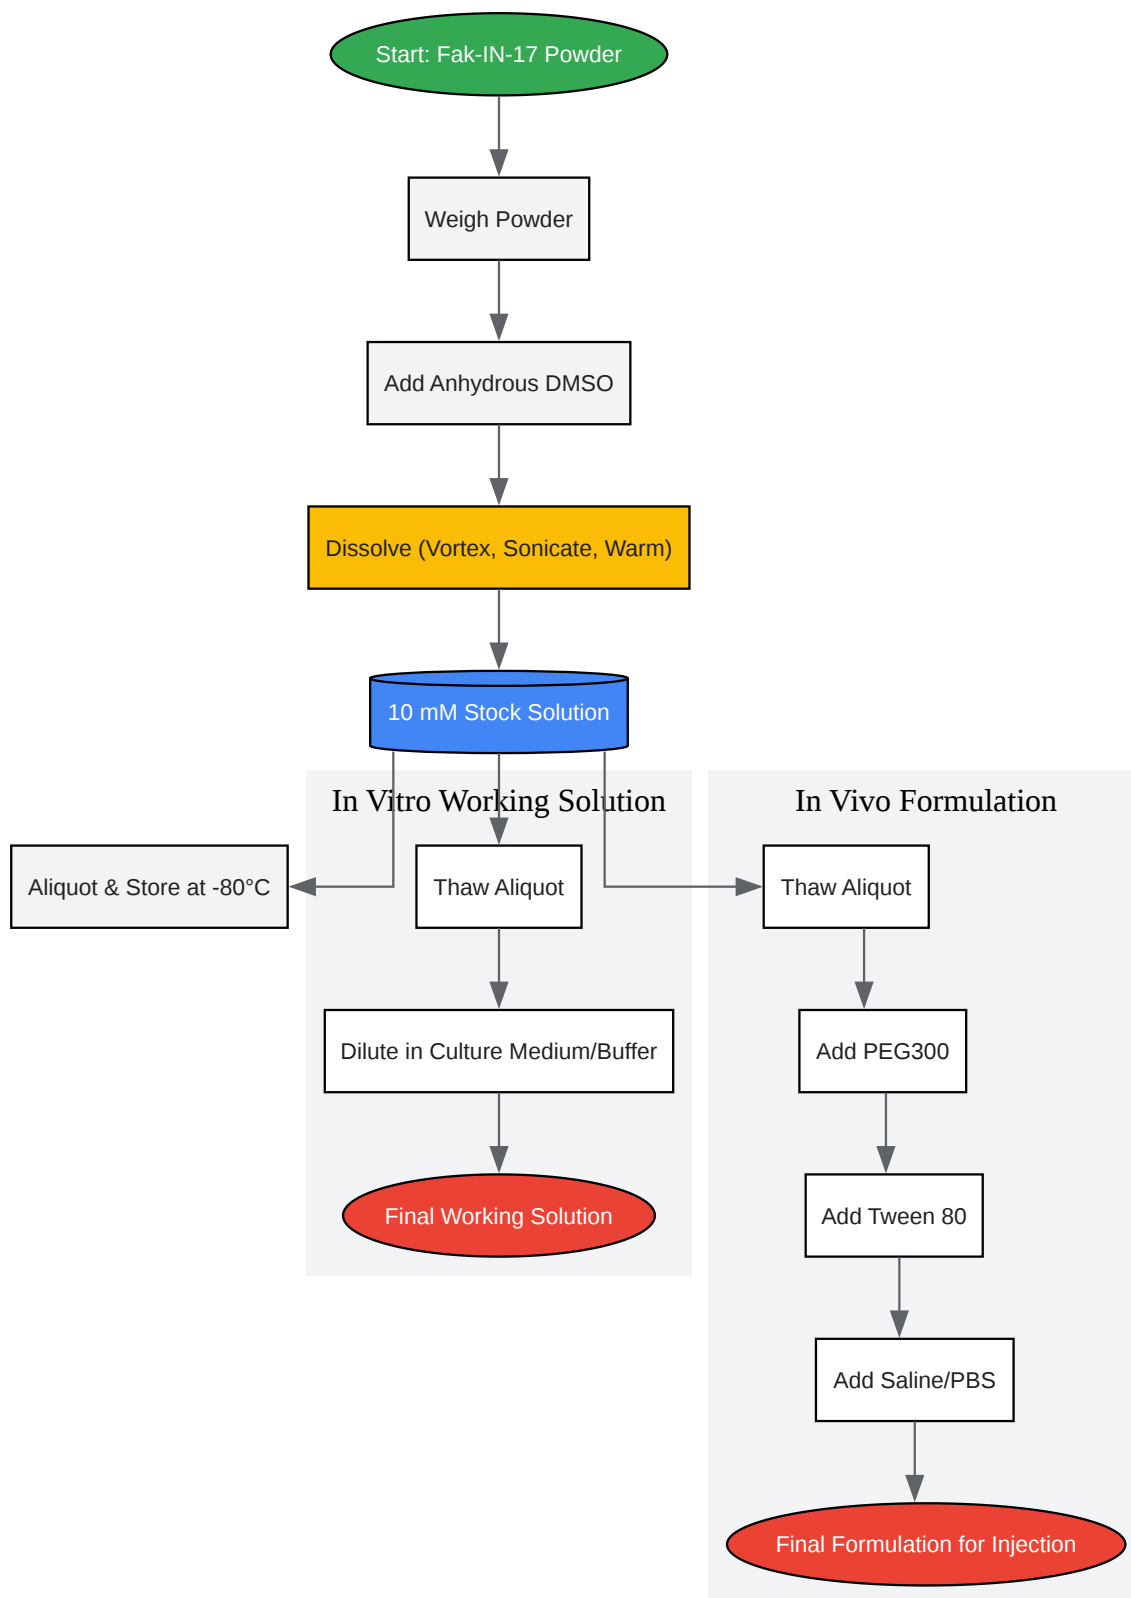 Start: Fak-IN-17 Powder
Weigh Powder
Add Anhydrous DMSO
Dissolve (Vortex, Sonicate, Warm)
10 mM Stock Solution
In Vitro Working Solution
In Vivo Formulation
Aliquot & Store at -80°C
Thaw Aliquot
Thaw Aliquot
Dilute in Culture Medium/Buffer
Add PEG300
Final Working Solution
Add Tween 80
Add Saline/PBS
Final Formulation for Injection